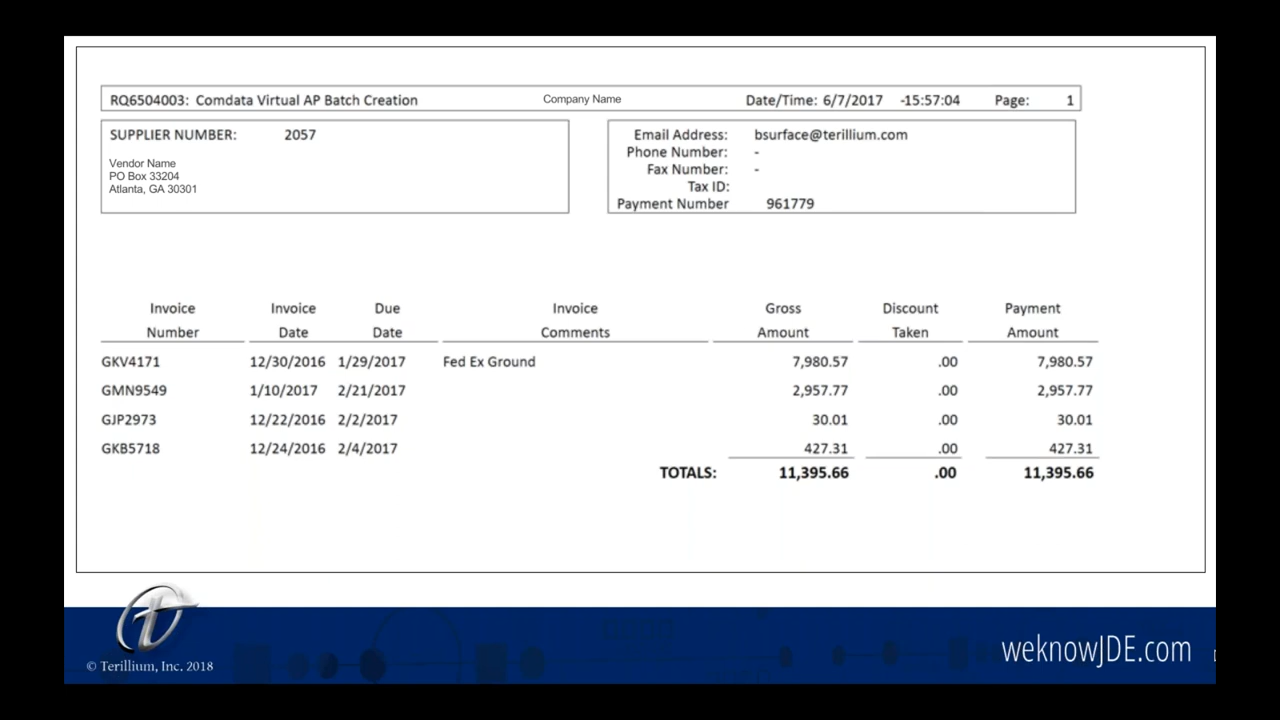 RQ6504003: Comdata Virtual AP Batch Creation Company Name Date/Time: 6/7/2017 -15:57:04 Page: 1
SUPPLIER NUMBER: 2057
Vendor Name
PO Box 33204
Atlanta, GA 30301
Email Address: bsurface@terillium.com
Phone Number: -
Fax Number: -
Tax ID:
Payment Number 961779
Invoice Invoice Due Invoice Gross Discount Payment
Number Date Date Comments Amount Taken Amount
GKV4171 12/30/2016 1/29/2017 Fed Ex Ground 7,980.57 .00 7,980.57
GMN9549 1/10/2017 2/21/2017 2,957.77 .00 2,957.77
GJP2973 12/22/2016 2/2/2017 30.01 .00 30.01
GKB5718 12/24/2016 2/4/2017 427.31 .00 427.31
TOTALS: 11,395.66 .00 11,395.66
t
© Terillium, Inc. 2018
weknowJDE.com